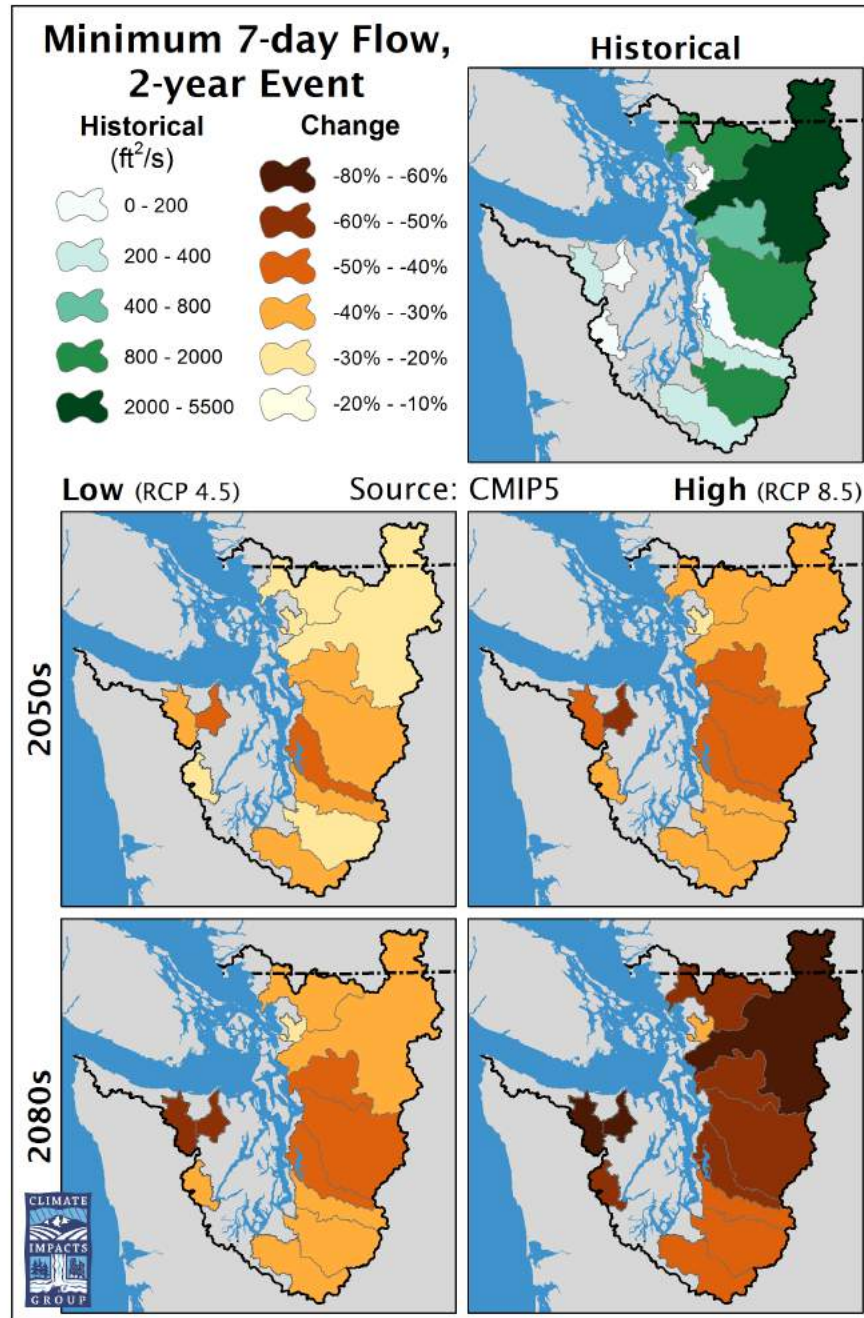 Minimum 7-day Flow,
2-year Event
Historical
(ft²/s)
0 - 200
200 - 400
400 - 800
800 - 2000
2000 - 5500
Change
-80% - -60%
-60% - -50%
-50% - -40%
-40% - -30%
-30% - -20%
-20% - -10%
Historical
Low (RCP 4.5) Source: CMIP5 High (RCP 8.5)
2050s
2080s
CLIMATE
IMPACTS
GROUP